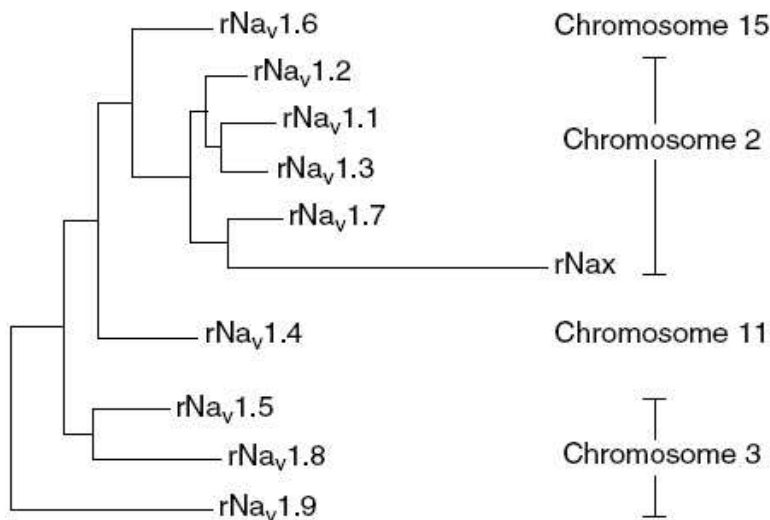 rNaᵥ1.6 Chromosome 15
rNaᵥ1.2
rNaᵥ1.1
Chromosome 2
rNaᵥ1.3
rNaᵥ1.7
rNax
rNaᵥ1.4 Chromosome 11
rNaᵥ1.5
rNaᵥ1.8 Chromosome 3
rNaᵥ1.9